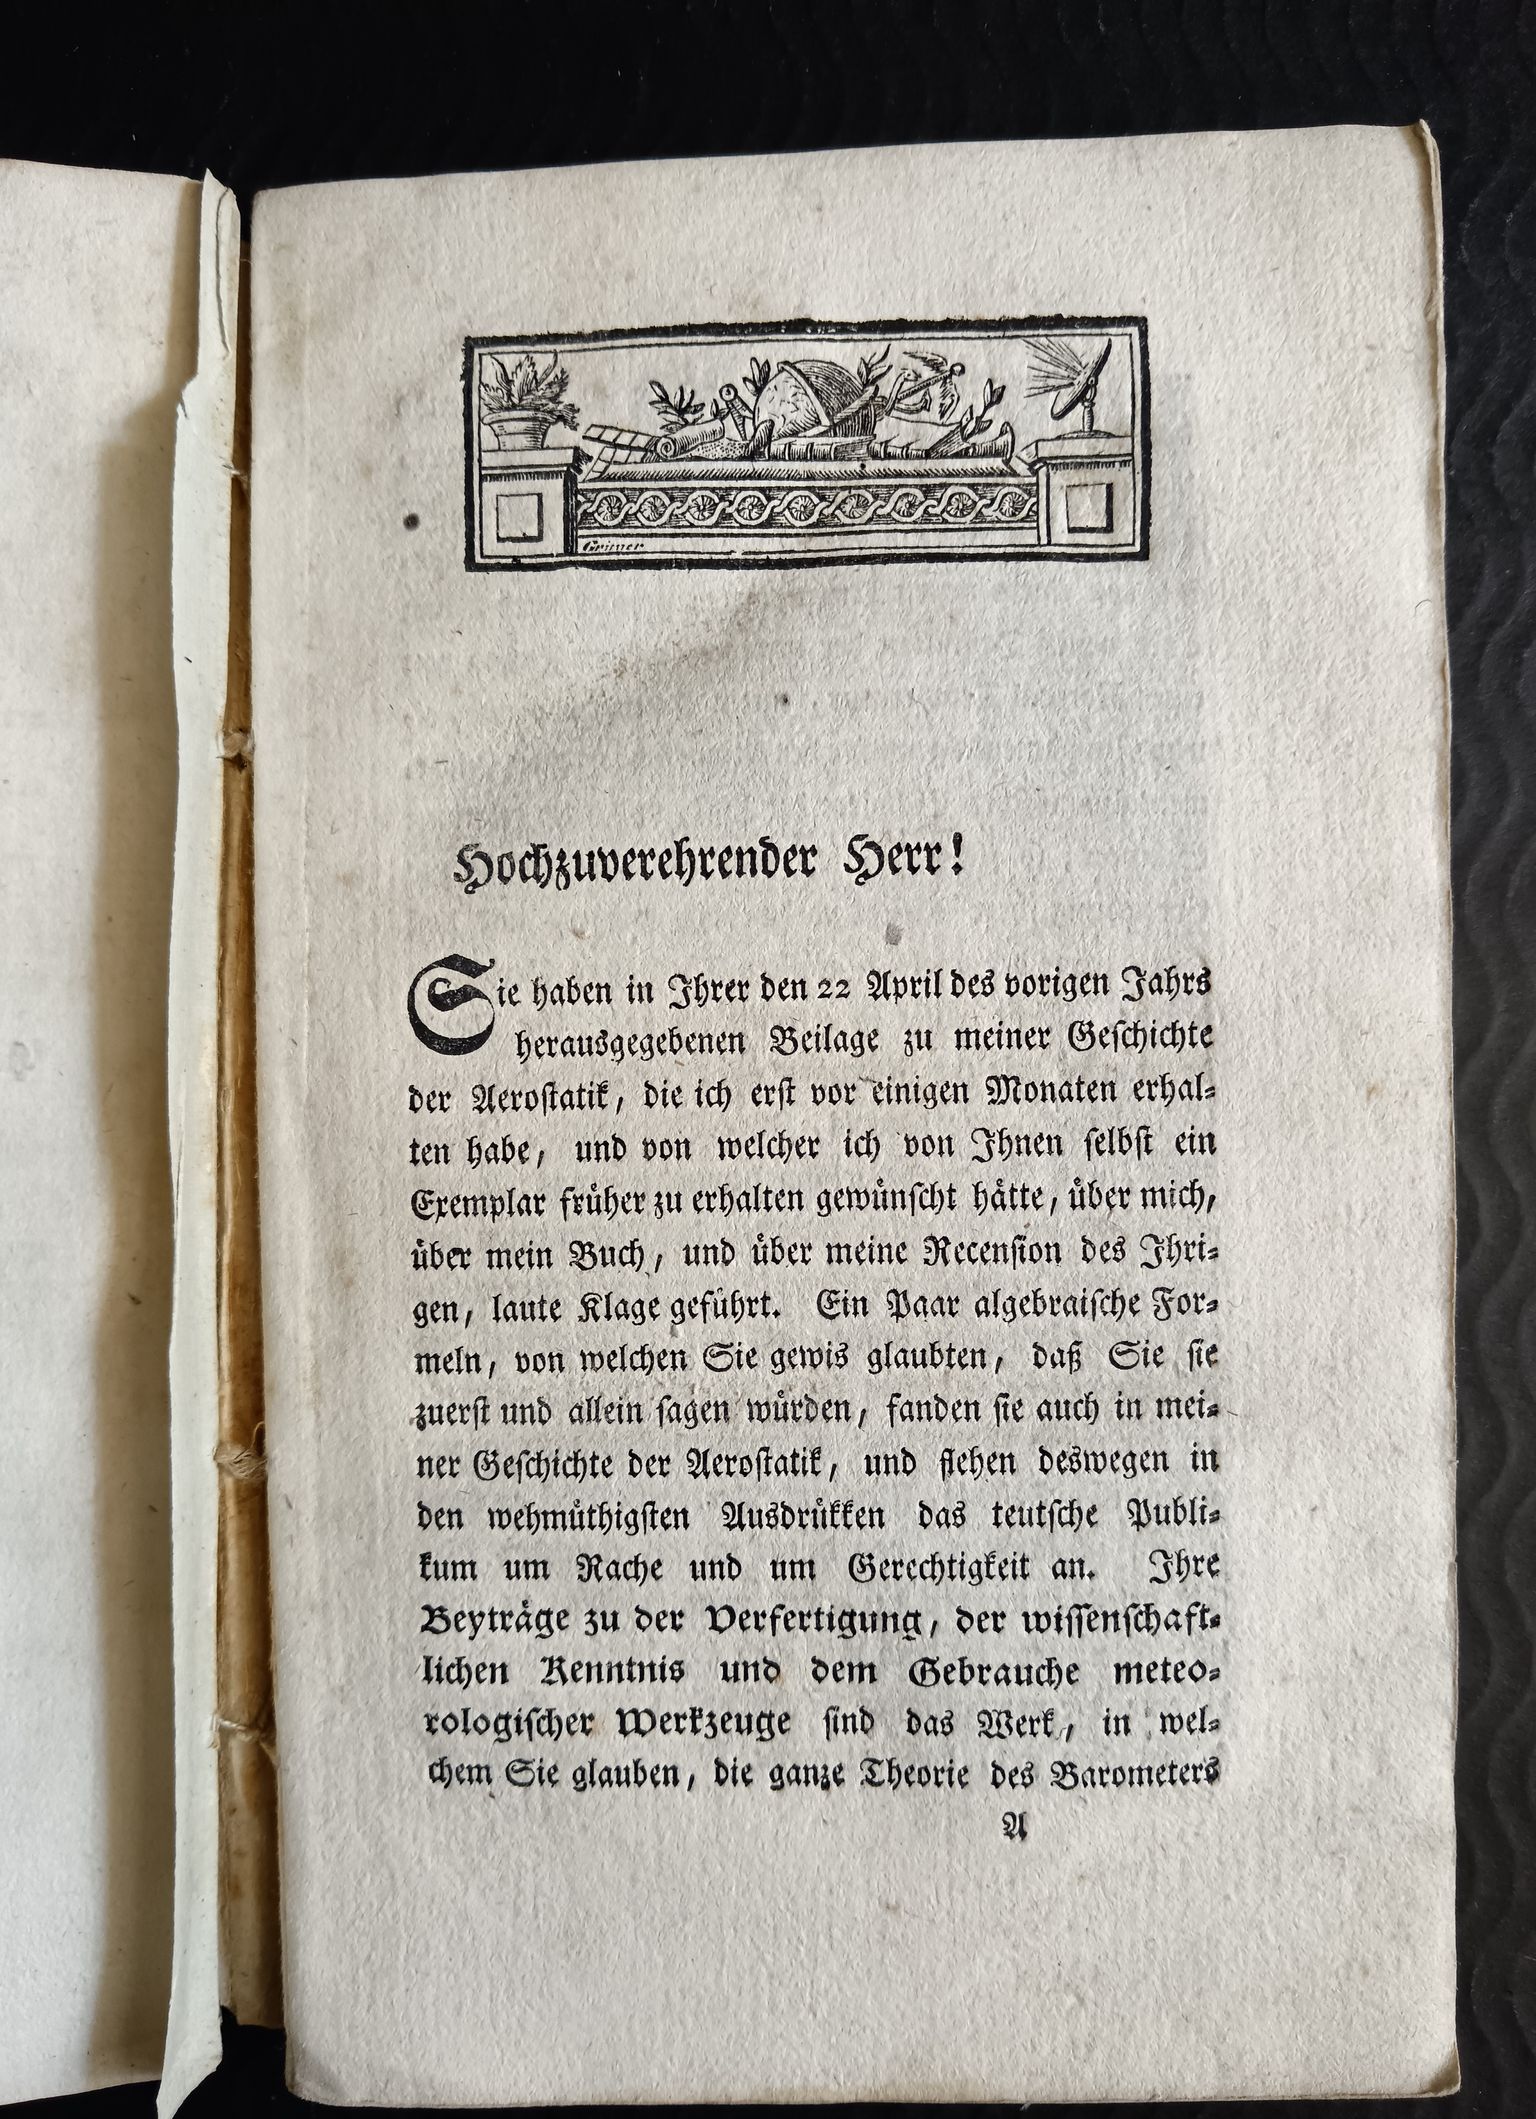 Hochzuverehrender Herr!
Sie haben in Ihrer den 22 April des vorigen Jahrs
herausgegebenen Beilage zu meiner Geſchichte
der Aeroſtatik, die ich erſt vor einigen Monaten erhal⸗
ten habe, und von welcher ich von Ihnen ſelbſt ein
Exemplar früher zu erhalten gewünſcht hätte, über mich,
über mein Buch, und über meine Recenſion des Ihri⸗
gen, laute Klage geführt. Ein Paar algebraiſche For⸗
meln, von welchen Sie gewis glaubten, daß Sie ſie
zuerſt und allein ſagen würden, fanden ſie auch in mei⸗
ner Geſchichte der Aeroſtatik, und flehen deswegen in
den wehmüthigſten Ausdrükken das teutſche Publi⸗
kum um Rache und um Gerechtigkeit an. Ihre
Beyträge zu der Verfertigung, der wiſſenſchaft⸗
lichen Kenntnis und dem Gebrauche meteo⸗
rologiſcher Werkzeuge ſind das Werk, in wel⸗
chem Sie glauben, die ganze Theorie des Barometers
A